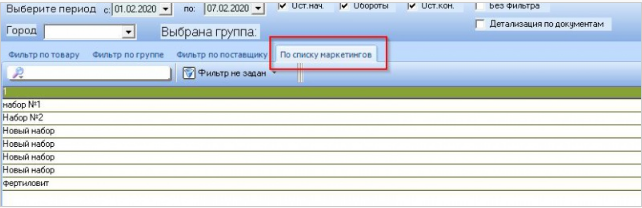 Выберите период с: 01.02.2020 по: 07.02.2020 Ост.нач. Обороты Ост.кон. Без Фильтра
Город Выбрана группа: Детализация по документам
Фильтр по товару Фильтр по группе Фильтр по поставщику По списку маркетингов
Фильтр не задан
набор №1
Набор №2
Новый набор
Новый набор
Новый набор
Новый набор
Фертиловит